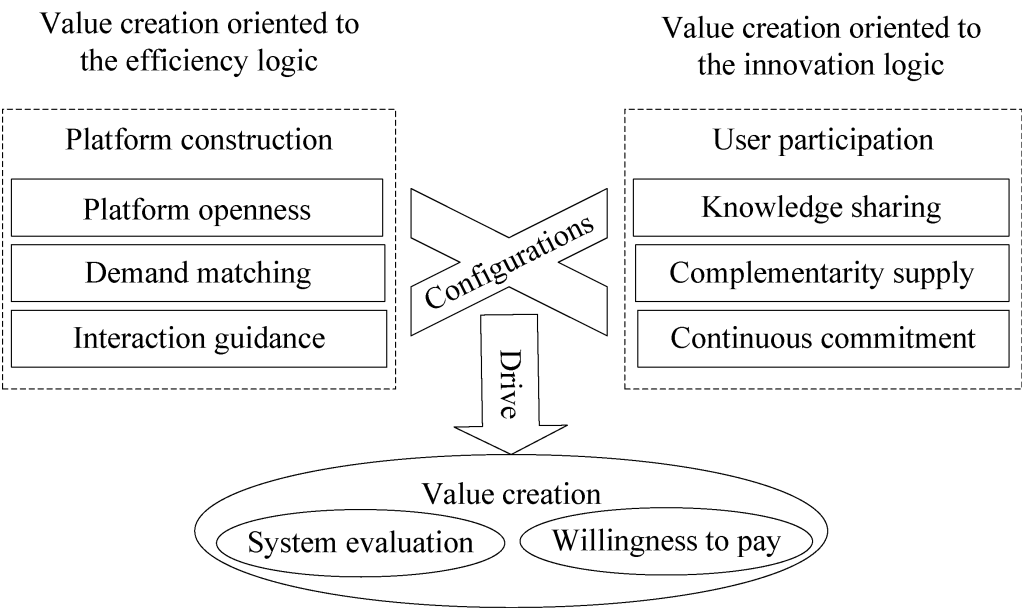 Value creation oriented to
the efficiency logic
Value creation oriented to
the innovation logic
Platform construction
Platform openness
Demand matching
Interaction guidance
User participation
Knowledge sharing
Complementarity supply
Continuous commitment
Configurations
Drive
Value creation
System evaluation
Willingness to pay